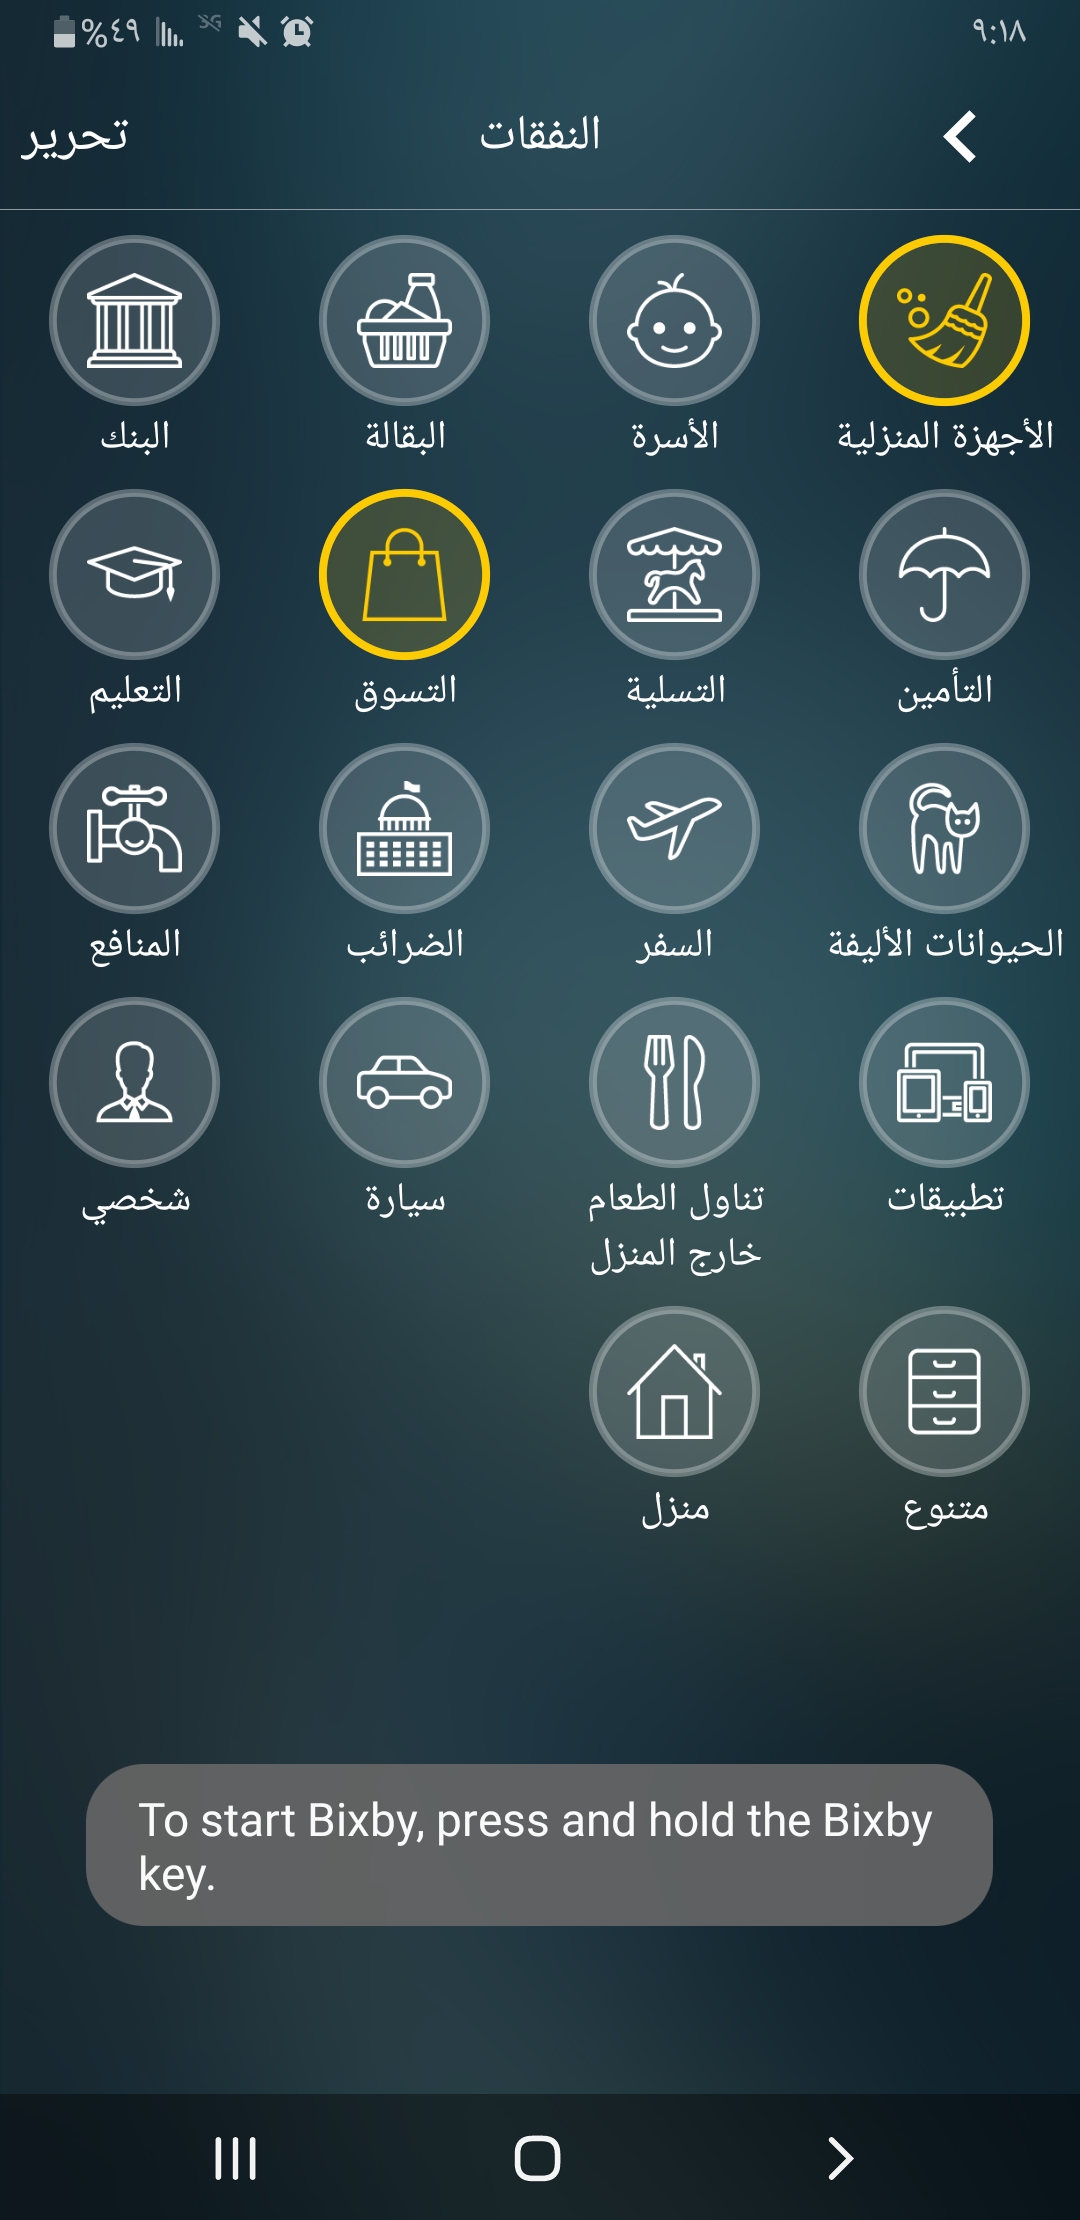 ٩:١٨
%٤٩
النفقات
تحرير
الأجهزة المنزلية
الأسرة
البقالة
البنك
التأمين
التسلية
التسوق
التعليم
الحيوانات الأليفة
السفر
الضرائب
المنافع
تطبيقات
تناول الطعام
خارج المنزل
سيارة
شخصي
متنوع
منزل
To start Bixby, press and hold the Bixby
key.